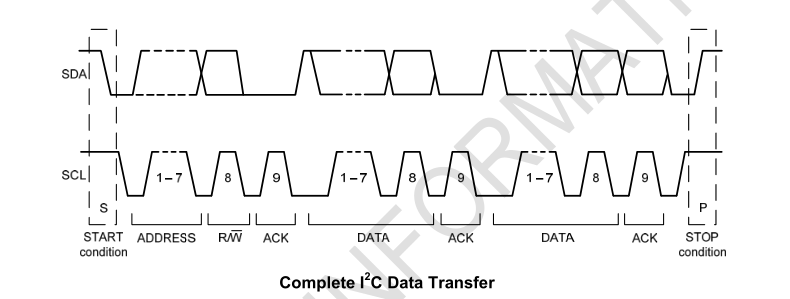 SDA
SCL
1 – 7 8 9 1 – 7 8 9 1 – 7 8 9
S P
START condition ADDRESS R/W̅ ACK DATA ACK DATA ACK STOP condition
Complete I²C Data Transfer
INFORMATI